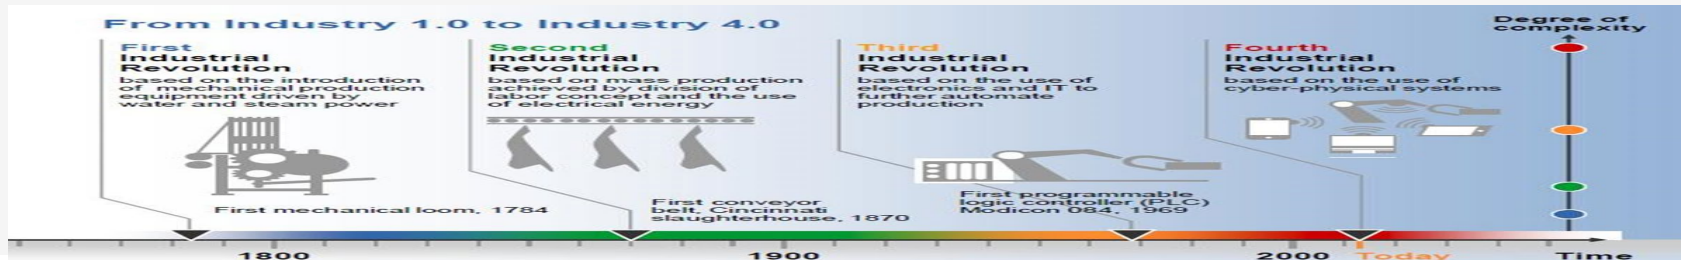 From Industry 1.0 to Industry 4.0
Degree of
complexity
First
Industrial
Revolution
based on the introduction
of mechanical production
equipment driven by
water and steam power
First mechanical loom, 1784
Second
Industrial
Revolution
based on mass production
achieved by division of
labor concept and the use
of electrical energy
First conveyor
belt, Cincinnati
slaughterhouse, 1870
Third
Industrial
Revolution
based on the use of
electronics and IT to
further automate
production
First programmable
logic controller (PLC)
Modicon 084, 1969
Fourth
Industrial
Revolution
based on the use of
cyber-physical systems
1800
1900
2000
Today
Time